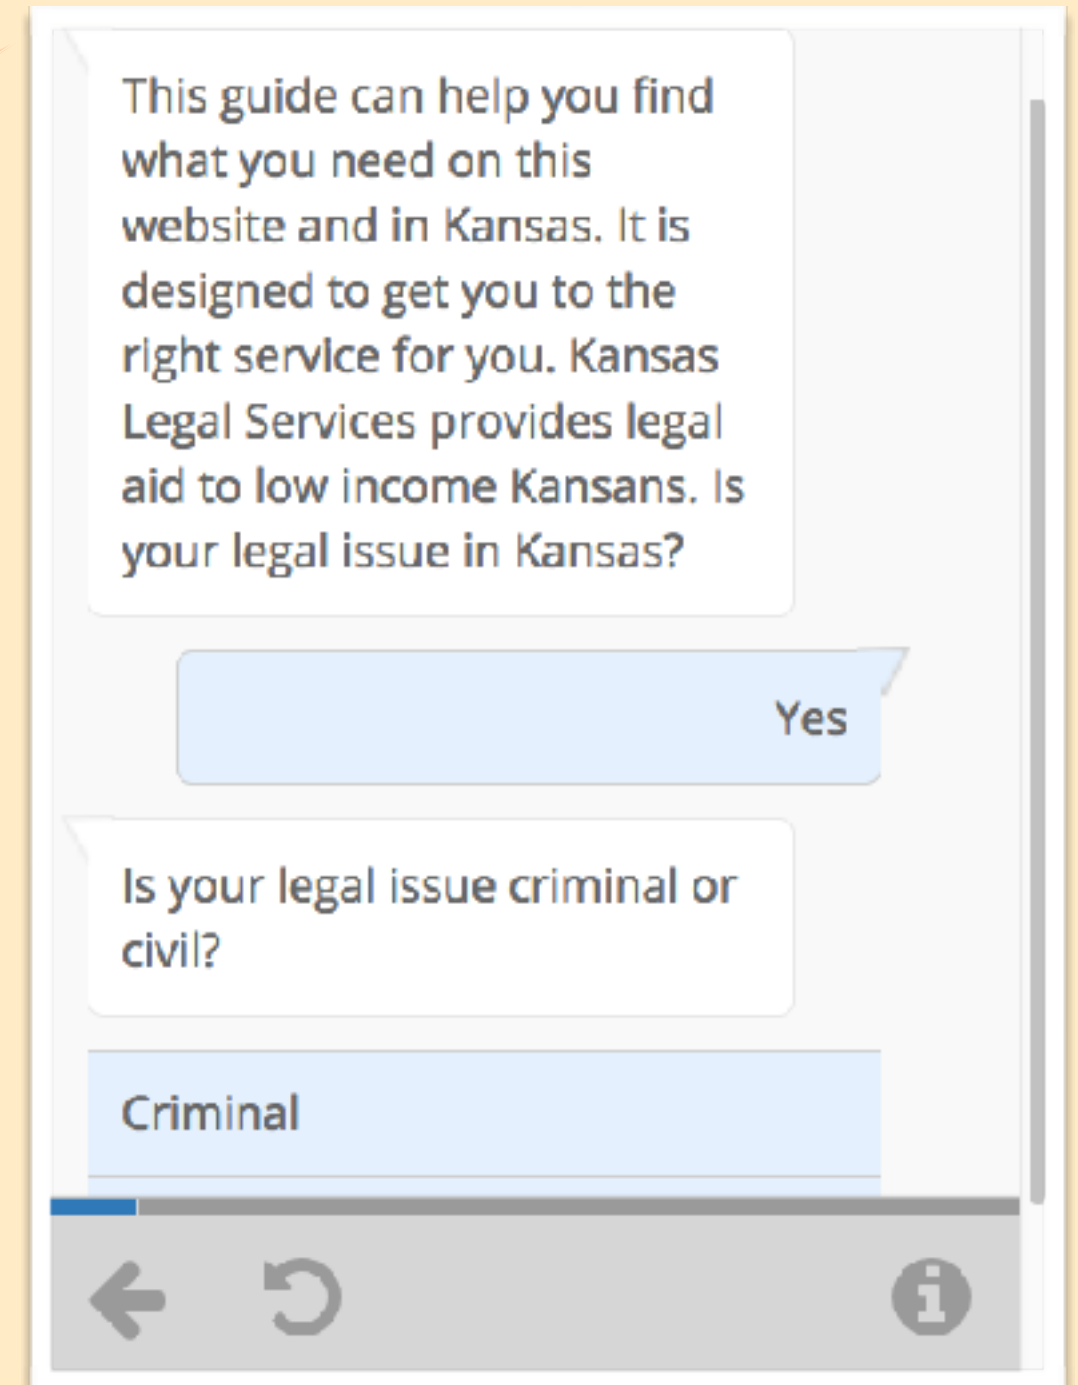 This guide can help you find
what you need on this
website and in Kansas. It is
designed to get you to the
right service for you. Kansas
Legal Services provides legal
aid to low income Kansans. Is
your legal issue in Kansas?
Yes
Is your legal issue criminal or
civil?
Criminal